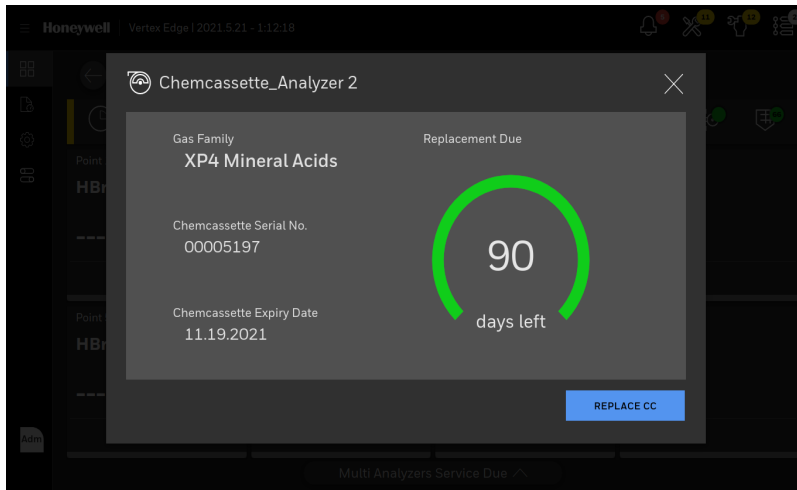 Honeywell Vertex Edge | 2021.5.21 - 1:12:18
11 12
Chemcassette_Analyzer 2
Gas Family
XP4 Mineral Acids
Replacement Due
Chemcassette Serial No.
00005197
90
days left
Chemcassette Expiry Date
11.19.2021
REPLACE CC
Point
HBr
---
Point
HBr
---
Adm
Multi Analyzers Service Due